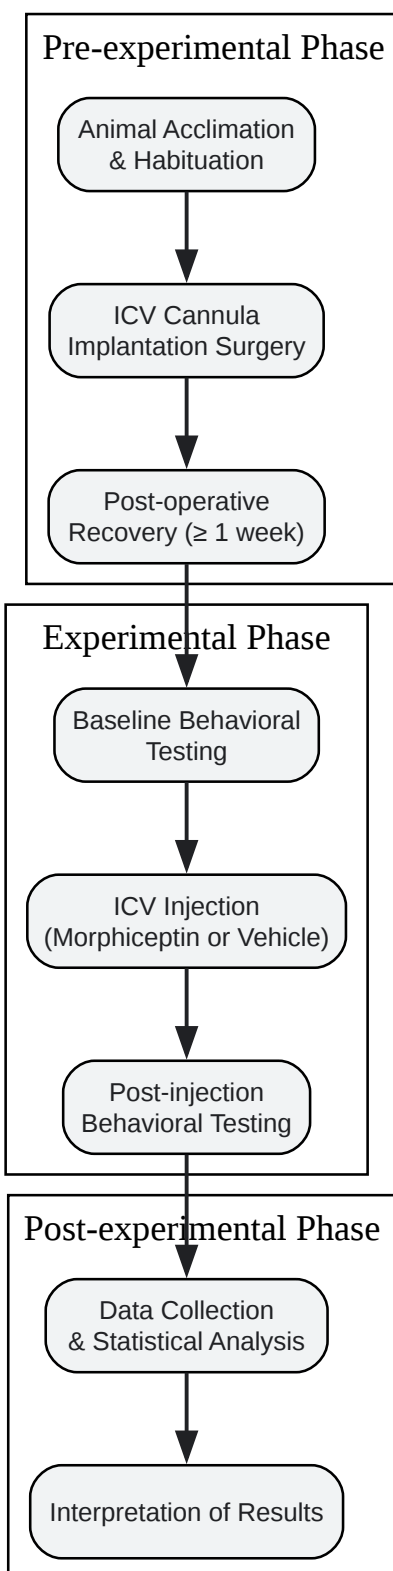 Pre-experimental Phase
Animal Acclimation
& Habituation
ICV Cannula
Implantation Surgery
Post-operative
Recovery (≥ 1 week)
Experimental Phase
Baseline Behavioral
Testing
ICV Injection
(Morphiceptin or Vehicle)
Post-injection
Behavioral Testing
Post-experimental Phase
Data Collection
& Statistical Analysis
Interpretation of Results